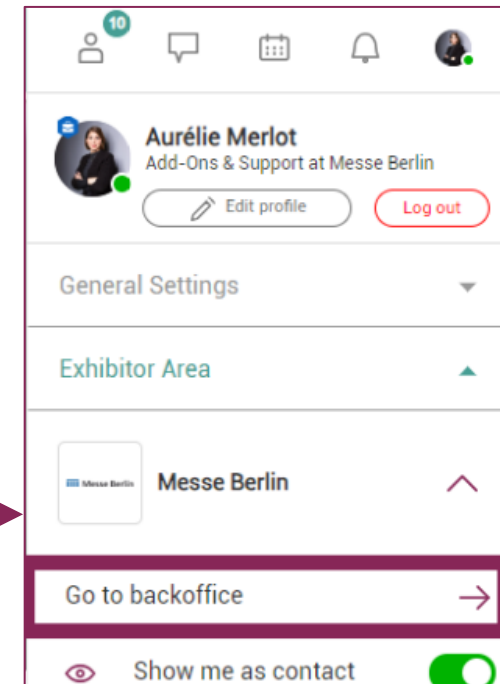 10
Aurélie Merlot
Add-Ons & Support at Messe Berlin
Edit profile
Log out
General Settings
Exhibitor Area
Messe Berlin
Messe Berlin
Go to backoffice
Show me as contact